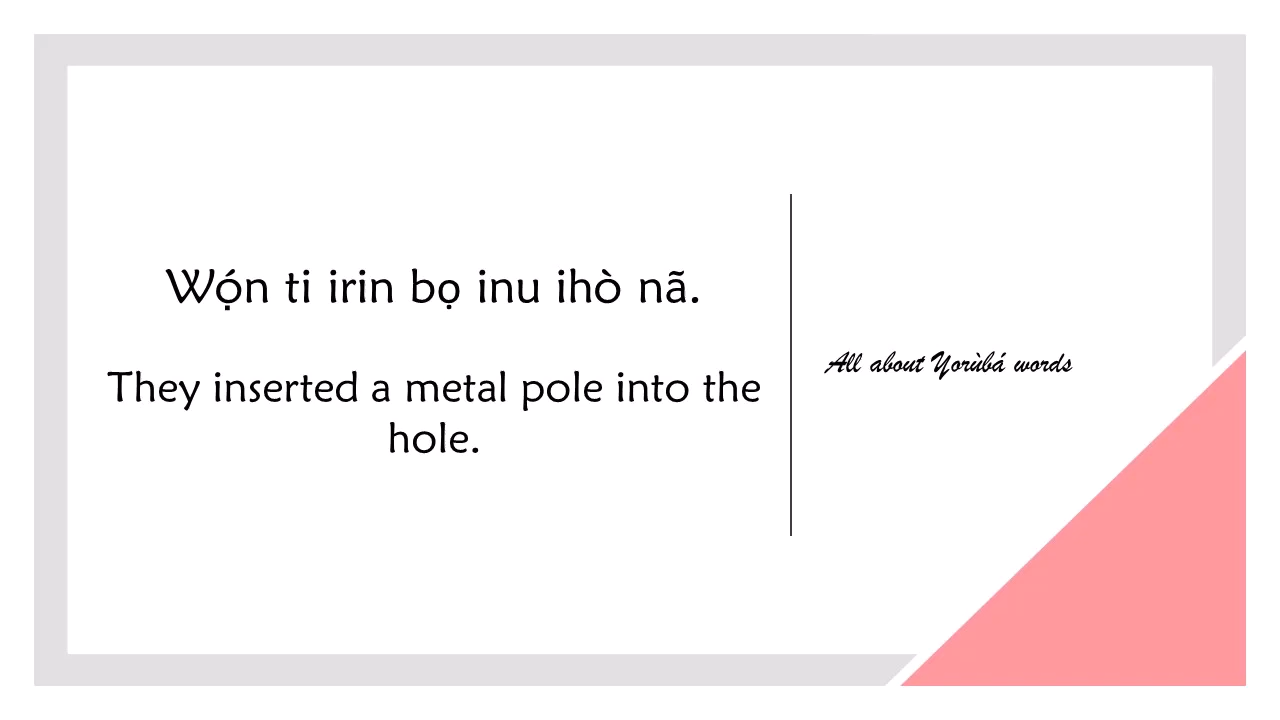 Wọ́n ti irin bọ inu ihò nã.
They inserted a metal pole into the
hole.
All about Yorùbá words